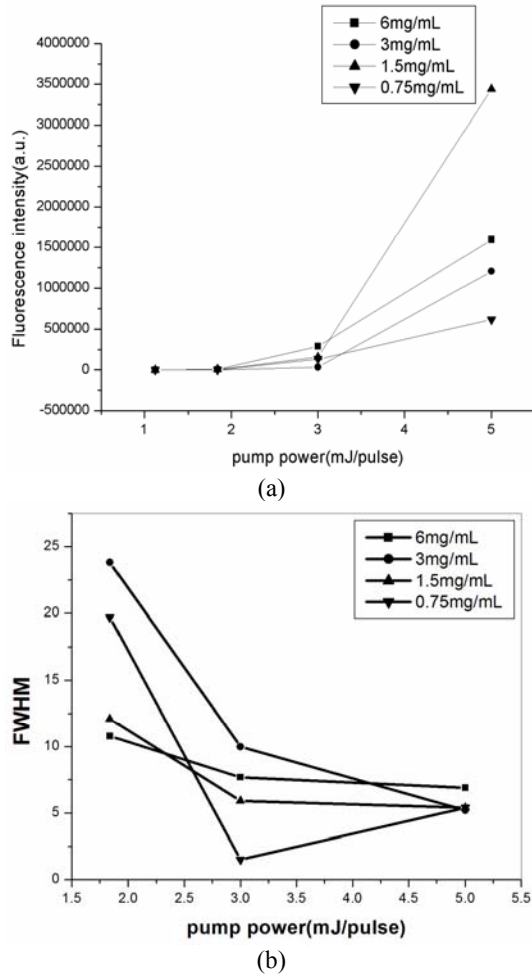 6mg/mL
3mg/mL
1.5mg/mL
0.75mg/mL
4000000
3500000
3000000
2500000
2000000
1500000
1000000
500000
0
-500000
Fluorescence intensity(a.u.)
1 2 3 4 5
pump power(mJ/pulse)
(a)
6mg/mL
3mg/mL
1.5mg/mL
0.75mg/mL
25
20
15
10
5
0
FWHM
1.5 2.0 2.5 3.0 3.5 4.0 4.5 5.0 5.5
pump power(mJ/pulse)
(b)